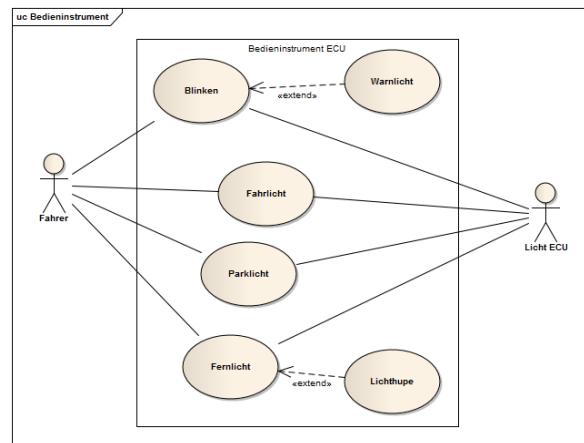 uc Bedieninstrument
Bedieninstrument ECU
Blinken
«extend»
Warnlicht
Fahrer
Fahrlicht
Parklicht
Licht ECU
Fernlicht
«extend»
Lichthupe